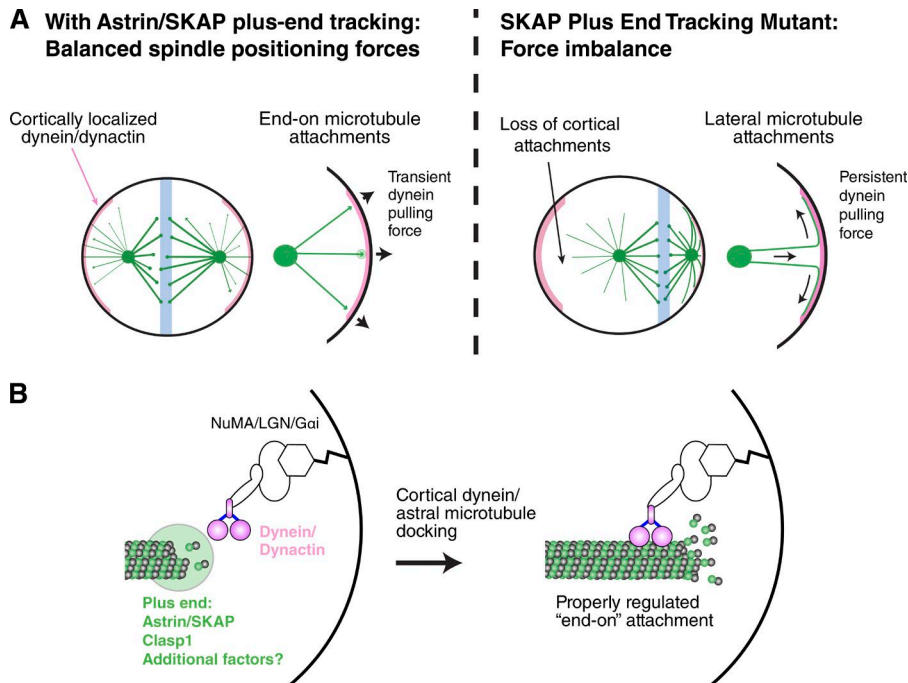 A
With Astrin/SKAP plus-end tracking:
Balanced spindle positioning forces
SKAP Plus End Tracking Mutant:
Force imbalance
Cortically localized
dynein/dynactin
End-on microtubule
attachments
Transient
dynein
pulling
force
Loss of cortical
attachments
Lateral microtubule
attachments
Persistent
dynein
pulling
force
B
NuMA/LGN/Gαi
Dynein/
Dynactin
Plus end:
Astrin/SKAP
Clasp1
Additional factors?
Cortical dynein/
astral microtubule
docking
Properly regulated
“end-on” attachment